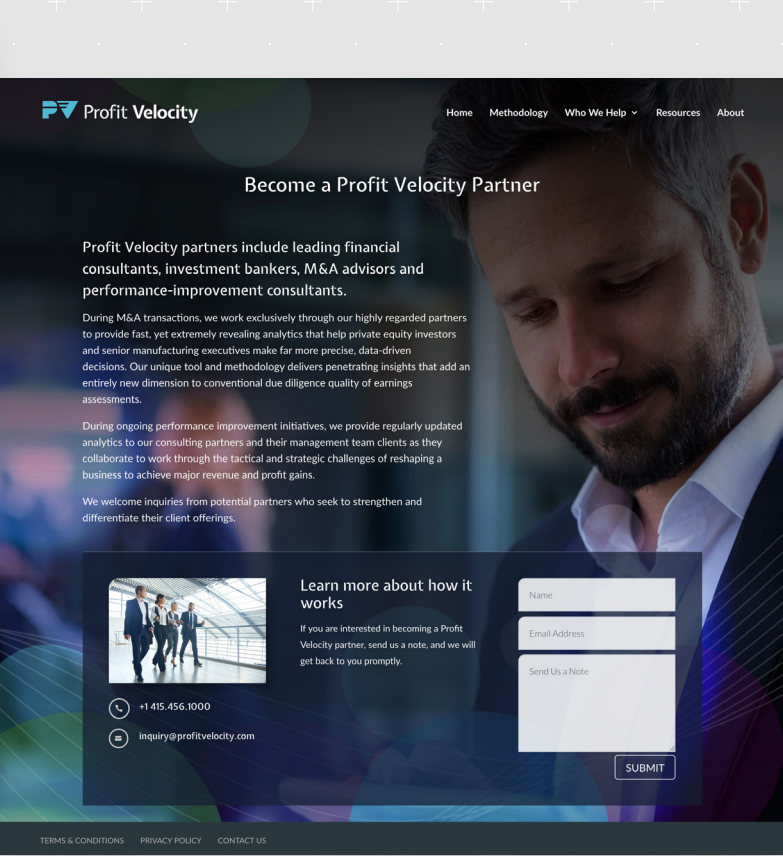 Profit Velocity
Home Methodology Who We Help Resources About
Become a Profit Velocity Partner
Profit Velocity partners include leading financial
consultants, investment bankers, M&A advisors and
performance-improvement consultants.
During M&A transactions, we work exclusively through our highly regarded partners
to provide fast, yet extremely revealing analytics that help private equity investors
and senior manufacturing executives make far more precise, data-driven
decisions. Our unique tool and methodology delivers penetrating insights that add an
entirely new dimension to conventional due diligence quality of earnings
assessments.
During ongoing performance improvement initiatives, we provide regularly updated
analytics to our consulting partners and their management team clients as they
collaborate to work through the tactical and strategic challenges of reshaping a
business to achieve major revenue and profit gains.
We welcome inquiries from potential partners who seek to strengthen and
differentiate their client offerings.
Learn more about how it
works
If you are interested in becoming a Profit
Velocity partner, send us a note, and we will
get back to you promptly.
+1 415.456.1000
inquiry@profitvelocity.com
Name
Email Address
Send Us a Note
SUBMIT
TERMS & CONDITIONS PRIVACY POLICY CONTACT US